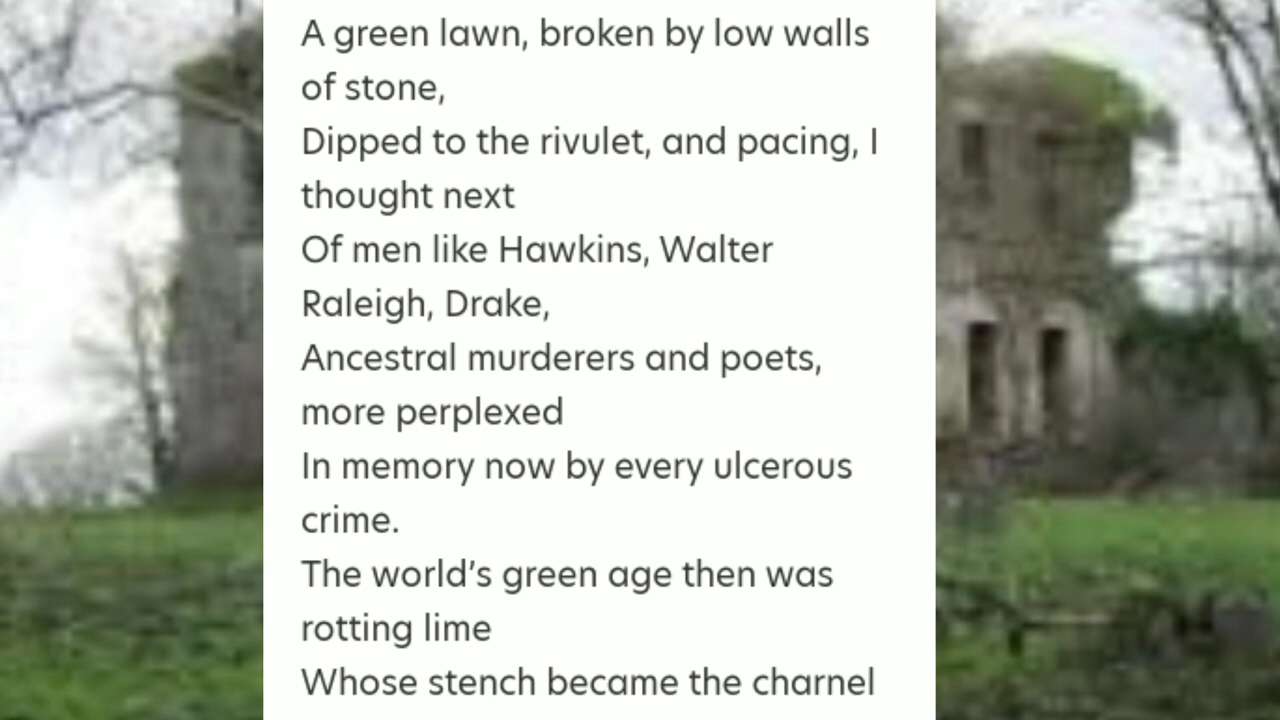 A green lawn, broken by low walls
of stone,
Dipped to the rivulet, and pacing, I
thought next
Of men like Hawkins, Walter
Raleigh, Drake,
Ancestral murderers and poets,
more perplexed
In memory now by every ulcerous
crime.
The world’s green age then was
rotting lime
Whose stench became the charnel